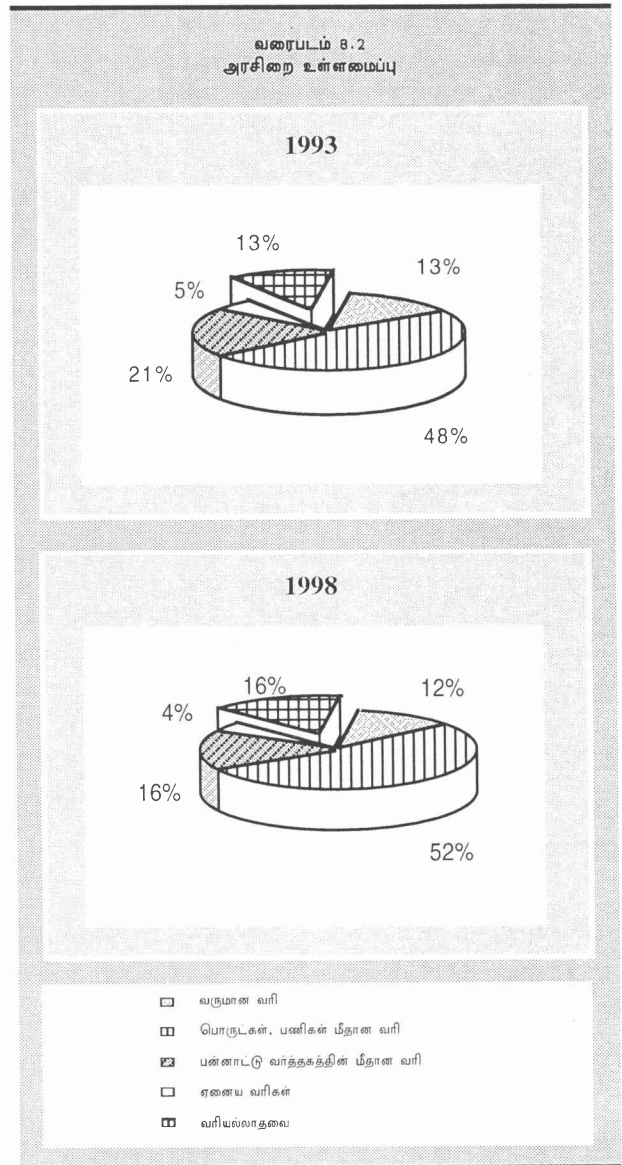 வரைபடம் 8.2
அரசிறை உள்ளமைப்பு
1993
13%
13%
5%
21%
48%
1998
16%
12%
4%
16%
52%
வருமான வரி
பொருட்கள், பணிகள் மீதான வரி
பன்னாட்டு வர்த்தகத்தின் மீதான வரி
ஏனைய வரிகள்
வரியல்லாதவை